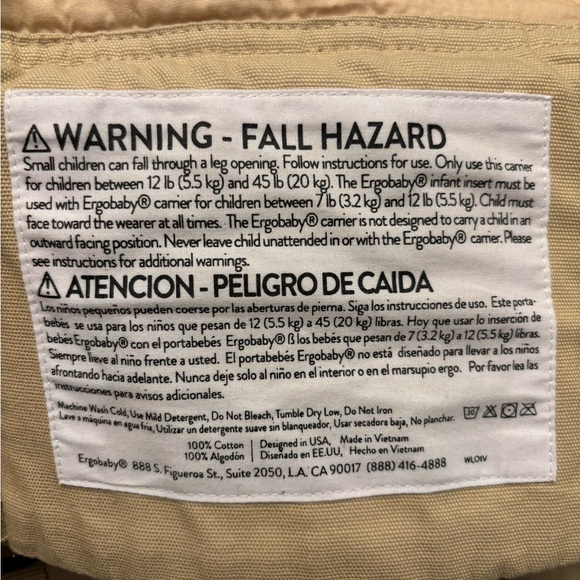 ⚠ WARNING - FALL HAZARD
Small children can fall through a leg opening. Follow instructions for use. Only use this carrier
for children between 12 lb (5.5 kg) and 45 lb (20 kg). The Ergobaby® infant insert must be
used with Ergobaby® carrier for children between 7 lb (3.2 kg) and 12 lb (5.5 kg). Child must
face toward the wearer at all times. The Ergobaby® carrier is not designed to carry a child in an
outward facing position. Never leave child unattended in or with the Ergobaby® carrier. Please
see instructions for additional warnings.
⚠ ATENCION - PELIGRO DE CAIDA
Los niños pequeños pueden coerse por las aberturas de pierna. Siga los instrucciones de uso. Este porta-
bebés se usa para los niños que pesan de 12 (5.5 kg) a 45 (20 kg) libras. Hoy que usar lo inserción de
bebés Ergobaby® con el portabebés Ergobaby® ß los bebés que pesan de 7 (3.2 kg) a 12 (5.5 kg) libras.
Siempre lleve al niño frente a usted. El portabebés Ergobaby® no está diseñado para llevar a los niños
afrontando hacia adelante. Nunca deje solo al niño en el interior o en el marsupio ergo. Por favor lea las
instrucciones para avisos adicionales.
Machine Wash Cold, Use Mild Detergent, Do Not Bleach, Tumble Dry Low, Do Not Iron
Lave a máquina en agua fria, Utilizar un detergente suave sin blanqueador, Usar secadora baja, No planchar.
30
100% Cotton | Designed in USA, Made in Vietnam
100% Algodón | Diseñado en EE.UU, Hecho en Vietnam
Ergobaby® 888 S. Figueroa St., Suite 2050, L.A. CA 90017 (888) 416-4888
WLOIV